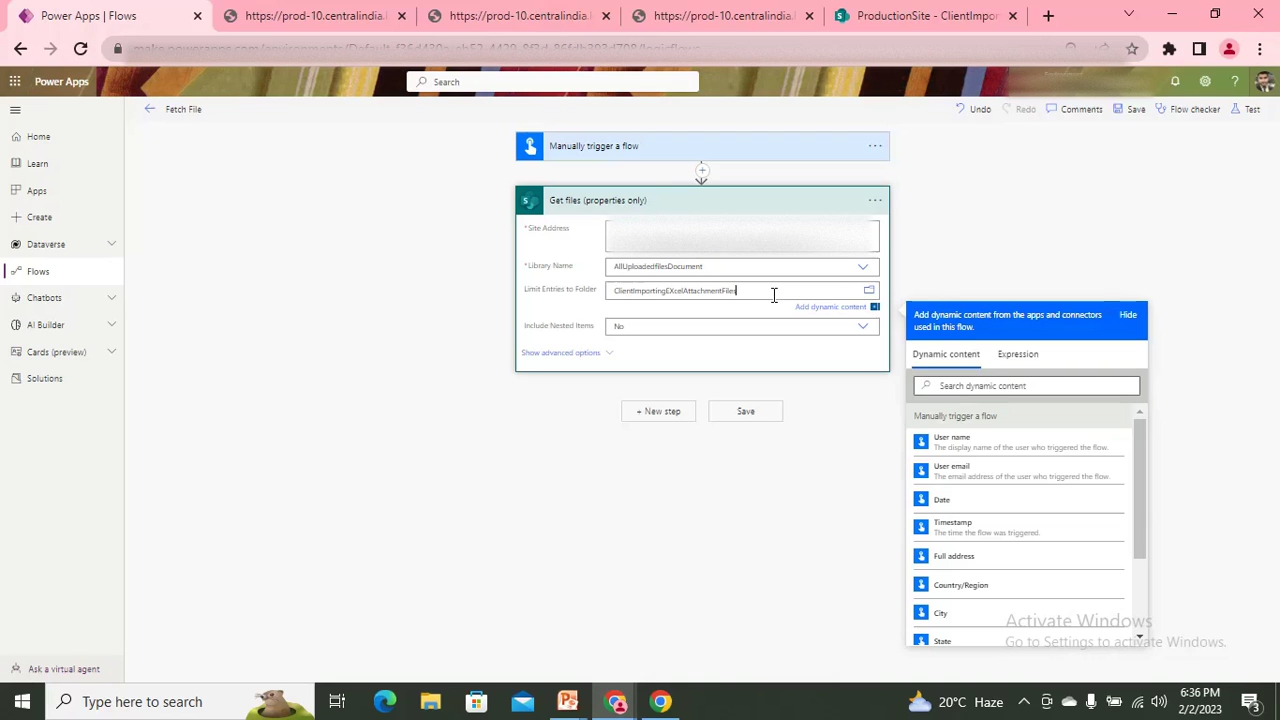 Power Apps | Flows
https://prod-10.centralindia.logic
https://prod-10.centralindia.logic
https://prod-10.centralindia.logic
ProductionSite - CientImporting
Power Apps
Search
Fetch File
Undo
Redo
Comments
Save
Flow checker
Test
Home
Learn
Apps
Create
Dataverse
Flows
Chatbots
AI Builder
Cards (preview)
Solutions
Ask a virtual agent
Manually trigger a flow
Get files (properties only)
*Site Address
*Library Name
AllUploadedfilesDocument
Limit Entries to Folder
ClientImportingEXcelAttachmentFiles
Add dynamic content
Include Nested Items
No
Show advanced options
+ New step
Save
Add dynamic content from the apps and connectors
used in this flow.
Hide
Dynamic content
Expression
Search dynamic content
Manually trigger a flow
User name
The display name of the user who triggered the flow.
User email
The email address of the user who triggered the flow.
Date
Timestamp
The time the flow was triggered.
Full address
Country/Region
City
State
Activate Windows
Go to Settings to activate Windows.
Type here to search
20°C Haze
6:36 PM
2/2/2023
3